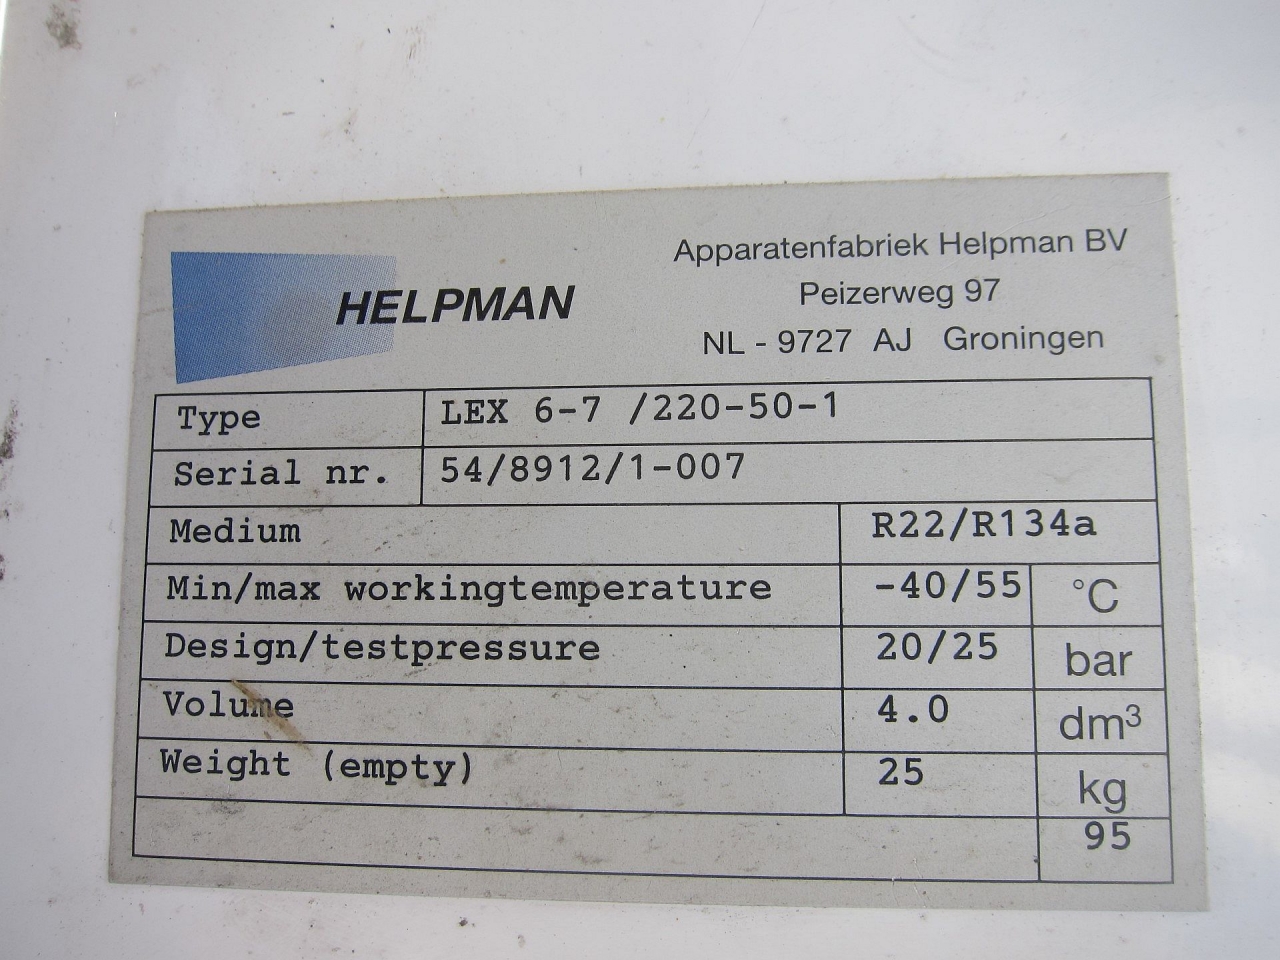 HELPMAN
Apparatenfabriek Helpman BV
Peizerweg 97
NL - 9727 AJ Groningen
Type LEX 6-7 /220-50-1
Serial nr. 54/8912/1-007
Medium R22/R134a
Min/max workingtemperature -40/55 °C
Design/testpressure 20/25 bar
Volume 4.0 dm³
Weight (empty) 25 kg
95